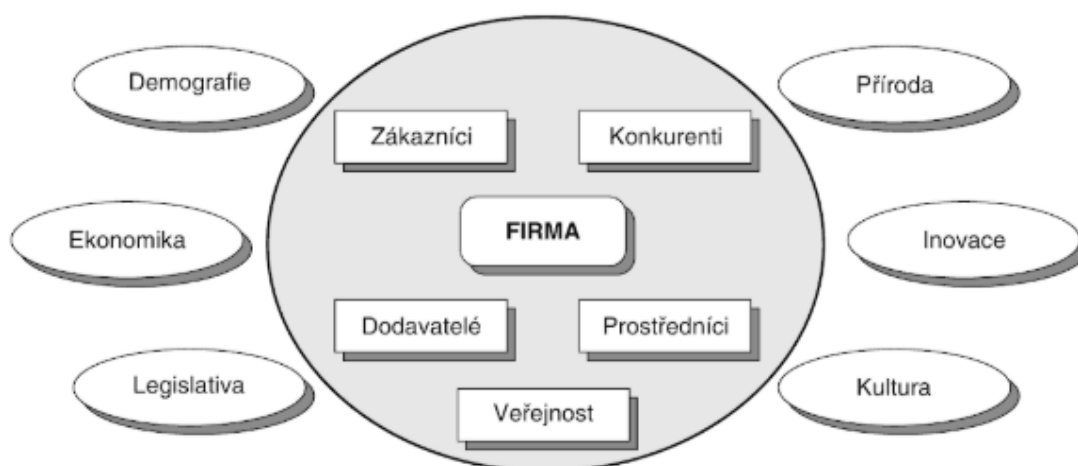 Demografie
Příroda
Zákazníci
Konkurenti
Ekonomika
FIRMA
Inovace
Dodavatelé
Prostředníci
Legislativa
Kultura
Veřejnost